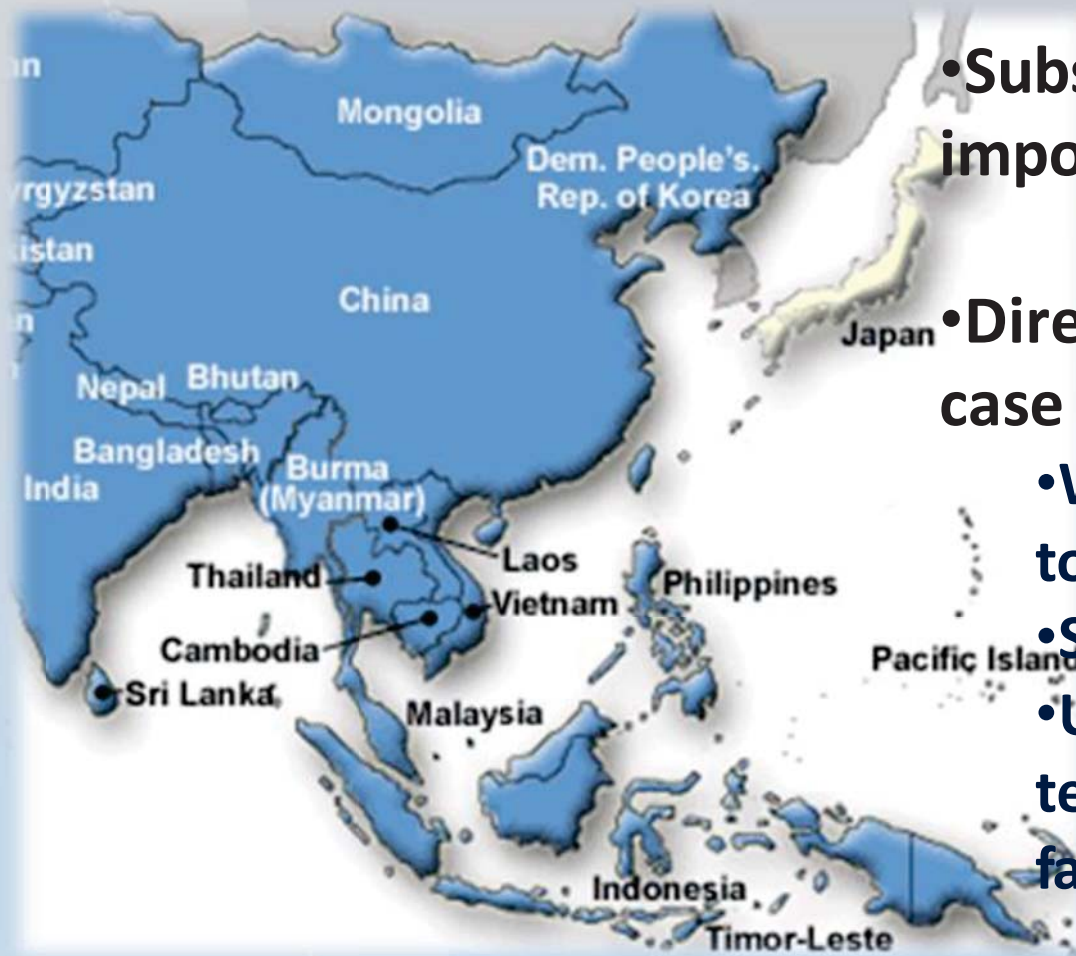 Mongolia
Dem. People's.
Rep. of Korea
China
Japan
Nepal
Bhutan
Bangladesh
India
Burma
(Myanmar)
Laos
Thailand
Vietnam
Philippines
Cambodia
Sri Lanka
Malaysia
Indonesia
Timor-Leste
Pacific
•Subs
impo
•Dire
case